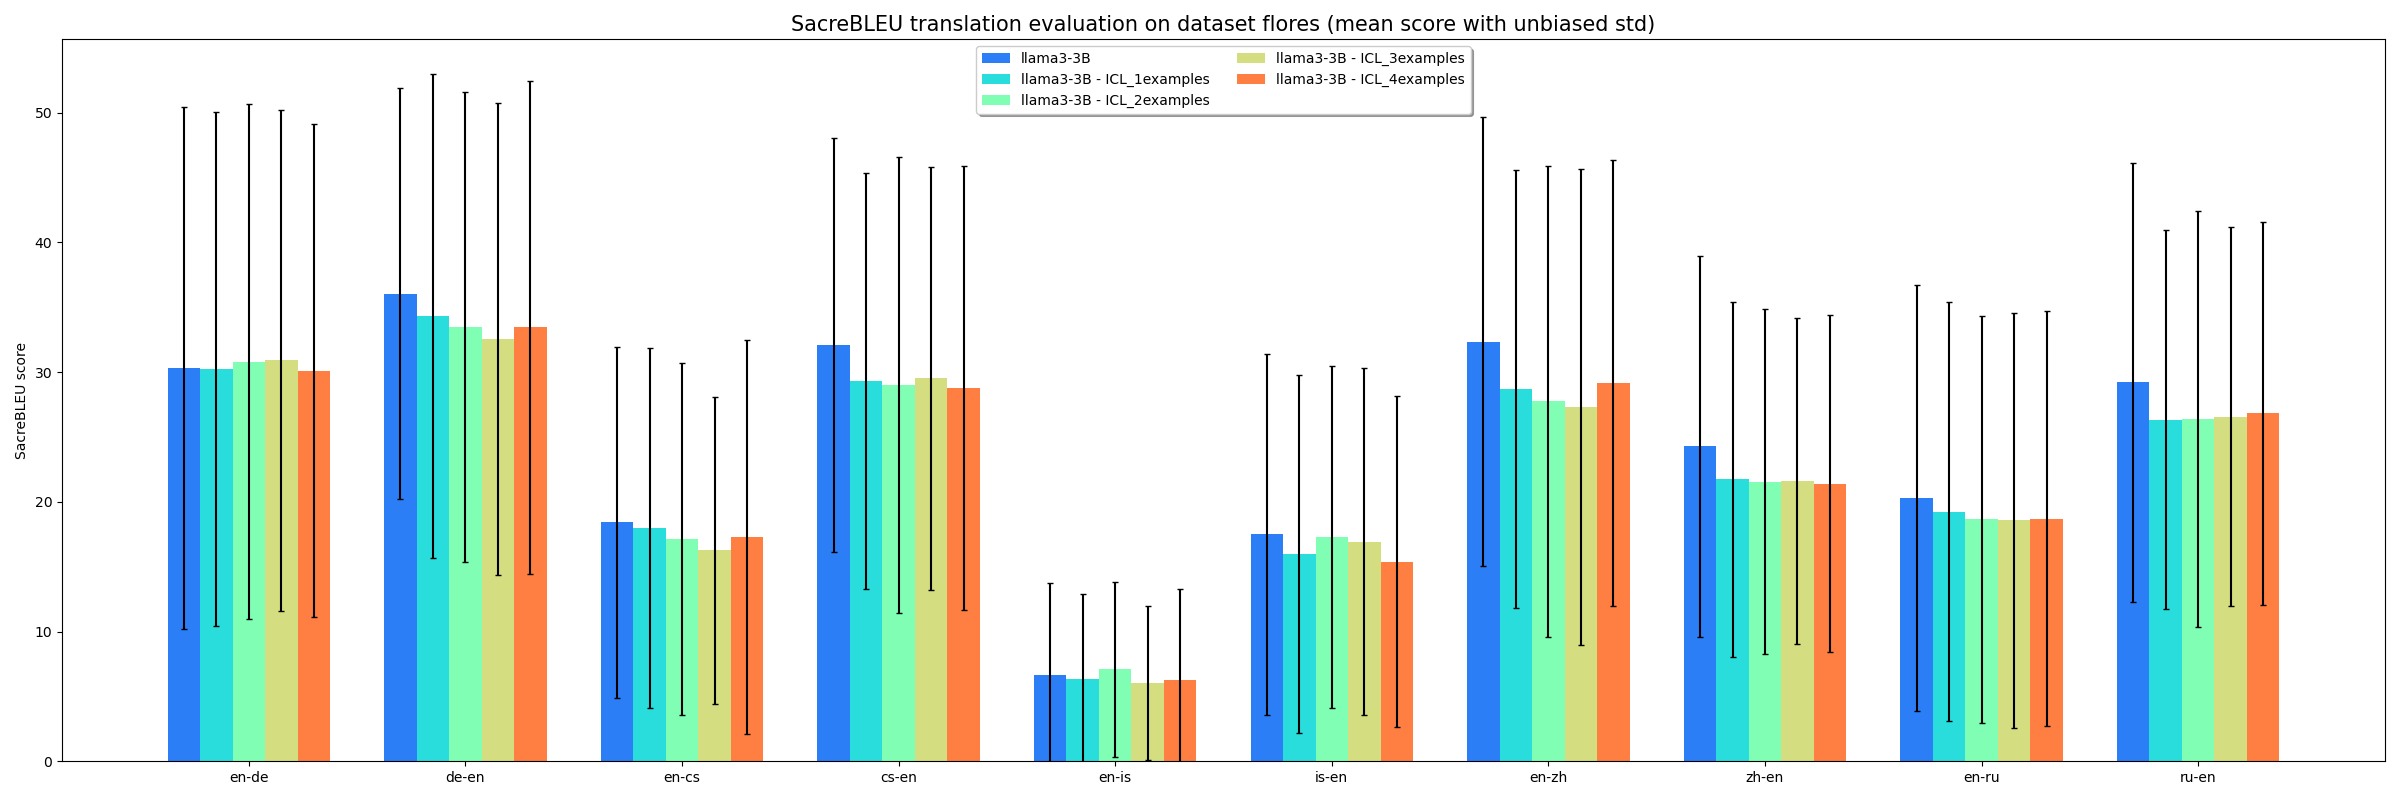 SacreBLEU translation evaluation on dataset flores (mean score with unbiased std)
llama3-3B
llama3-3B - ICL_1examples
llama3-3B - ICL_2examples
llama3-3B - ICL_3examples
llama3-3B - ICL_4examples
SacreBLEU score
50
40
30
20
10
0
en-de de-en en-cs cs-en en-is is-en en-zh zh-en en-ru ru-en